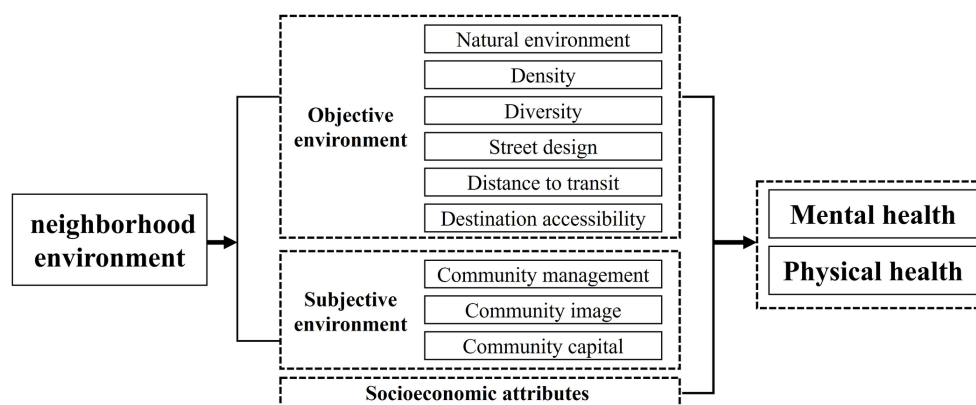 neighborhood
environment
Objective
environment
Natural environment
Density
Diversity
Street design
Distance to transit
Destination accessibility
Subjective
environment
Community management
Community image
Community capital
Socioeconomic attributes
Mental health
Physical health